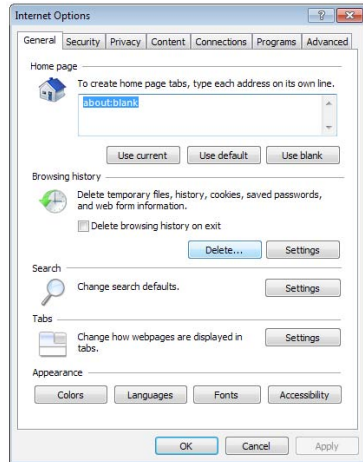 Internet Options
General Security Privacy Content Connections Programs Advanced
Home page
To create home page tabs, type each address on its own line.
about:blank
Use current Use default Use blank
Browsing history
Delete temporary files, history, cookies, saved passwords,
and web form information.
Delete browsing history on exit
Delete... Settings
Search
Change search defaults. Settings
Tabs
Change how webpages are displayed in
tabs. Settings
Appearance
Colors Languages Fonts Accessibility
OK Cancel Apply